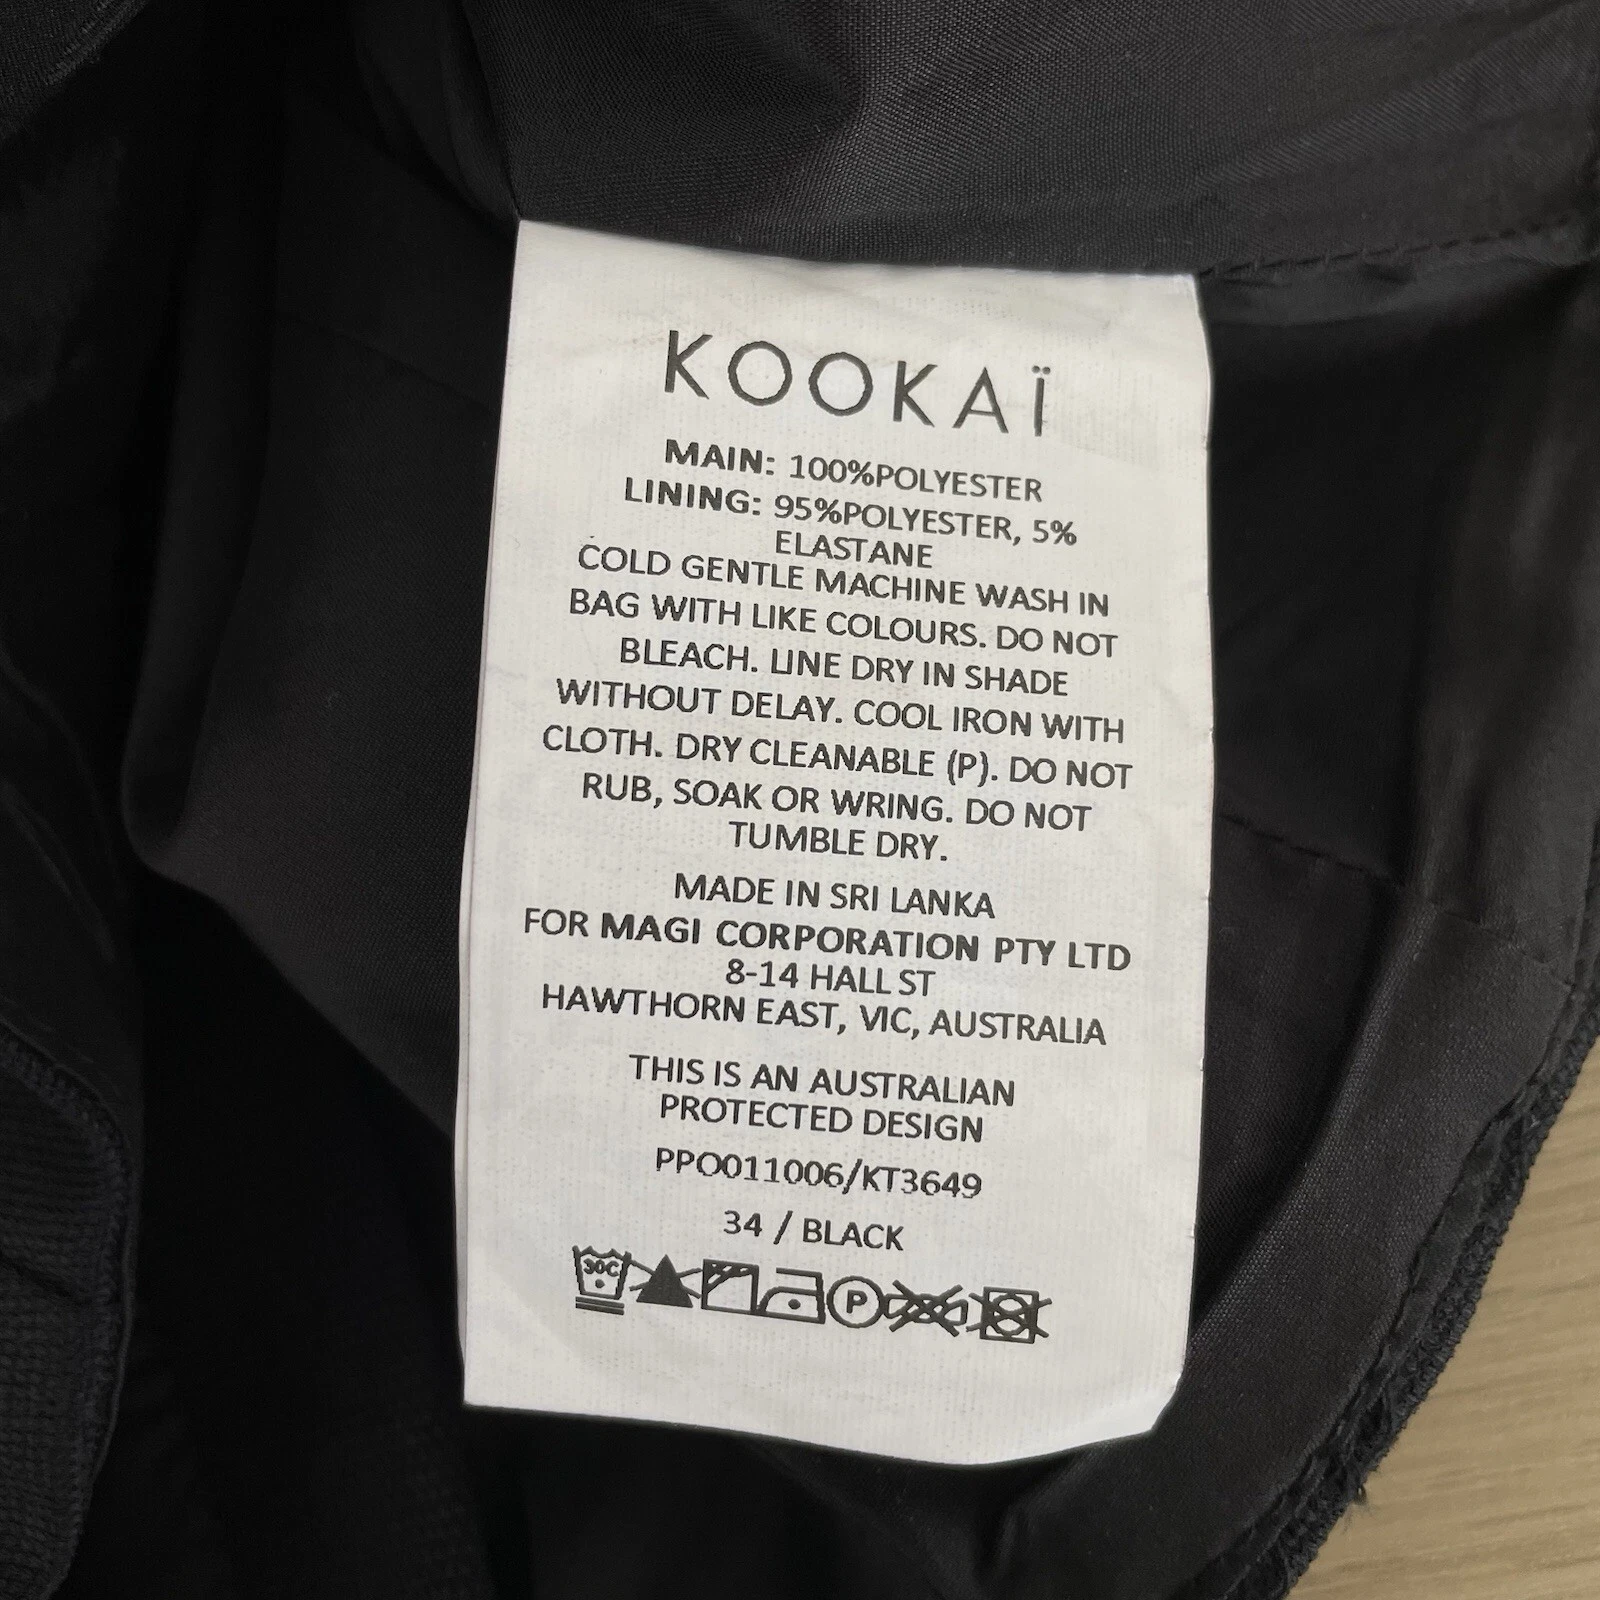 KOOKAÏ
MAIN: 100%POLYESTER
LINING: 95%POLYESTER, 5%
ELASTANE
COLD GENTLE MACHINE WASH IN
BAG WITH LIKE COLOURS. DO NOT
BLEACH. LINE DRY IN SHADE
WITHOUT DELAY. COOL IRON WITH
CLOTH. DRY CLEANABLE (P). DO NOT
RUB, SOAK OR WRING. DO NOT
TUMBLE DRY.
MADE IN SRI LANKA
FOR MAGI CORPORATION PTY LTD
8-14 HALL ST
HAWTHORN EAST, VIC, AUSTRALIA
THIS IS AN AUSTRALIAN
PROTECTED DESIGN
PPO011006/KT3649
34 / BLACK
30C P